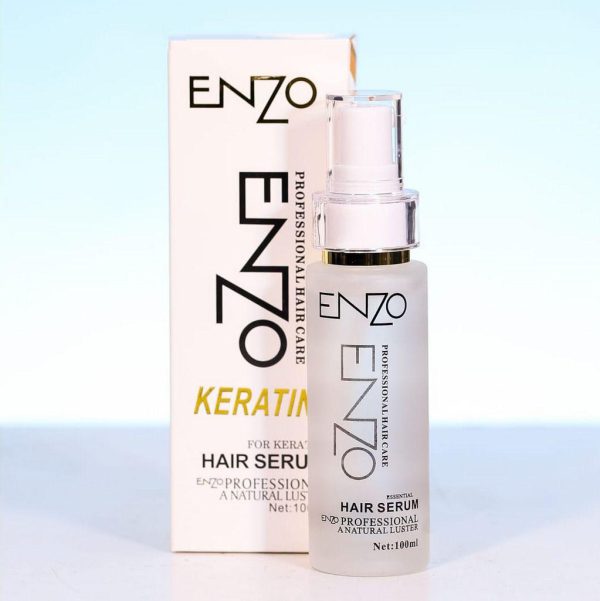 ENZO
ENZO
PROFESSIONAL HAIR CARE
KERATIN
FOR KERAT
HAIR SERUM
ENZO PROFESSIONAL
A NATURAL LUSTER
Net:100
ENZO
ENZO
PROFESSIONAL HAIR CARE
ESSENTIAL
HAIR SERUM
ENZO PROFESSIONAL
A NATURAL LUSTER
Net:100ml